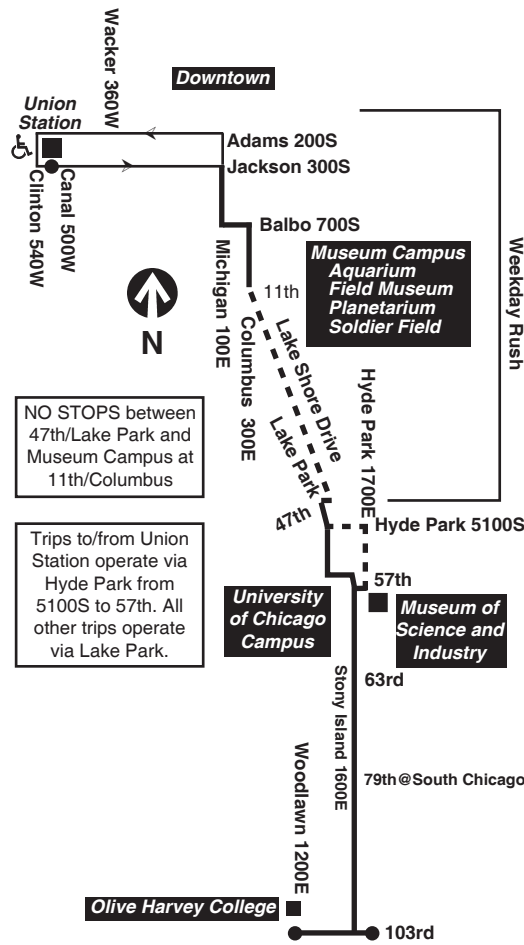 Wacker 360W
Downtown
Union
Station
Adams 200S
Jackson 300S
Clinton 540W
Canal 500W
Balbo 700S
Michigan 100E
Museum Campus
Aquarium
Field Museum
Planetarium
Soldier Field
Weekday Rush
11th
N
Columbus 300E
Lake Shore Drive
Lake Park
Hyde Park 1700E
NO STOPS between
47th/Lake Park and
Museum Campus at
11th/Columbus
47th
Hyde Park 5100S
Trips to/from Union
Station operate via
Hyde Park from
5100S to 57th. All
other trips operate
via Lake Park.
57th
University
of Chicago
Campus
Museum of
Science and
Industry
63rd
Stony Island 1600E
79th@South Chicago
Woodlawn 1200E
Olive Harvey College
103rd